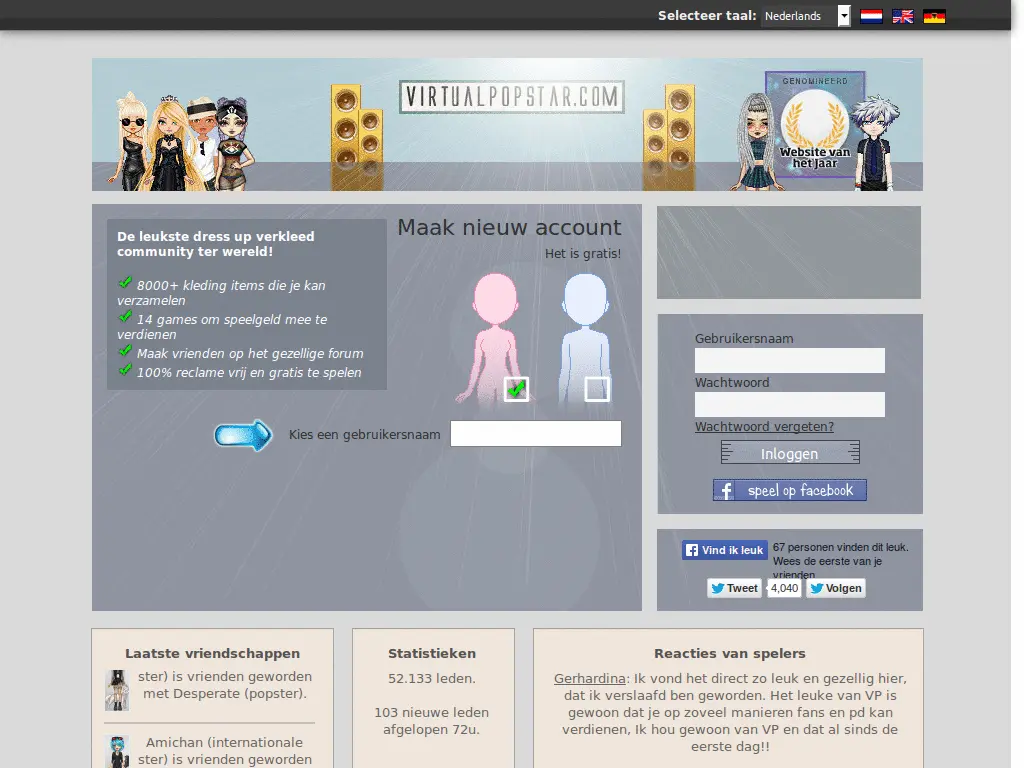 Selecteer taal: Nederlands
VIRTUALPOPSTAR.COM
GENOMINEERD
Website van
het Jaar
De leukste dress up verkleed
community ter wereld!
8000+ kleding items die je kan
verzamelen
14 games om speelgeld mee te
verdienen
Maak vrienden op het gezellige forum
100% reclame vrij en gratis te spelen
Maak nieuw account
Het is gratis!
Kies een gebruikersnaam
Gebruikersnaam
Wachtwoord
Wachtwoord vergeten?
Inloggen
f speel op facebook
Vind ik leuk
67 personen vinden dit leuk.
Wees de eerste van je
vrienden
Tweet 4,040 Volgen
Laatste vriendschappen
ster) is vrienden geworden
met Desperate (popster).
Amichan (internationale
ster) is vrienden geworden
Statistieken
52.133 leden.
103 nieuwe leden
afgelopen 72u.
Reacties van spelers
Gerhardina: Ik vond het direct zo leuk en gezellig hier,
dat ik verslaafd ben geworden. Het leuke van VP is
gewoon dat je op zoveel manieren fans en pd kan
verdienen, Ik hou gewoon van VP en dat al sinds de
eerste dag!!